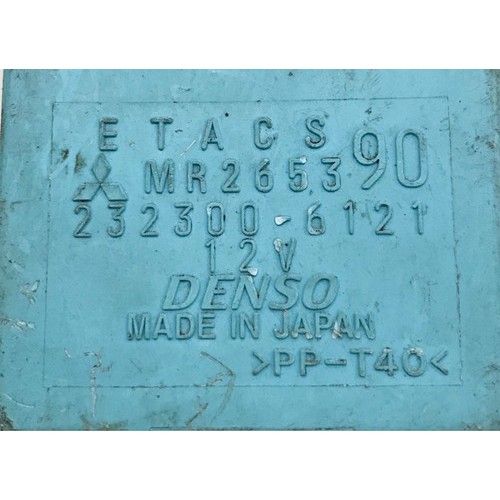 ETACS
MR265390
232300-6121
12V
DENSO
MADE IN JAPAN
>PP-T40<